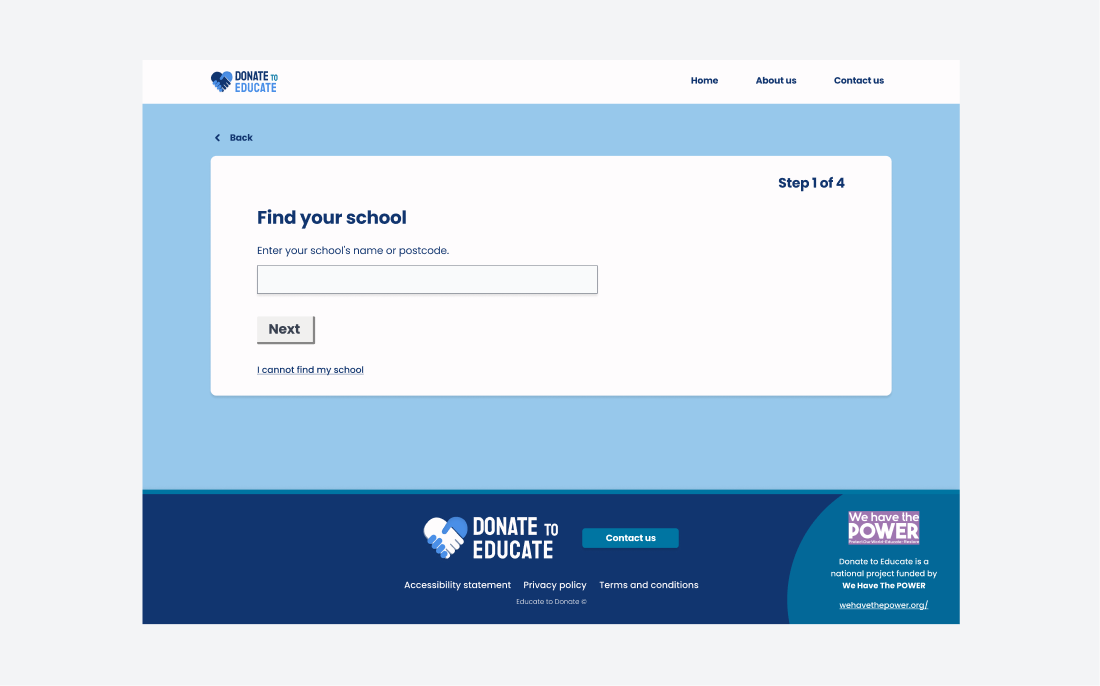 DONATE TO
EDUCATE
Home
About us
Contact us
Back
Step 1 of 4
Find your school
Enter your school's name or postcode.
Next
I cannot find my school
DONATE TO
EDUCATE
Contact us
Accessibility statement
Privacy policy
Terms and conditions
Educate to Donate ©
We have the
POWER
Donate to Educate is a
national project funded by
We Have The POWER
wehavethepower.org/